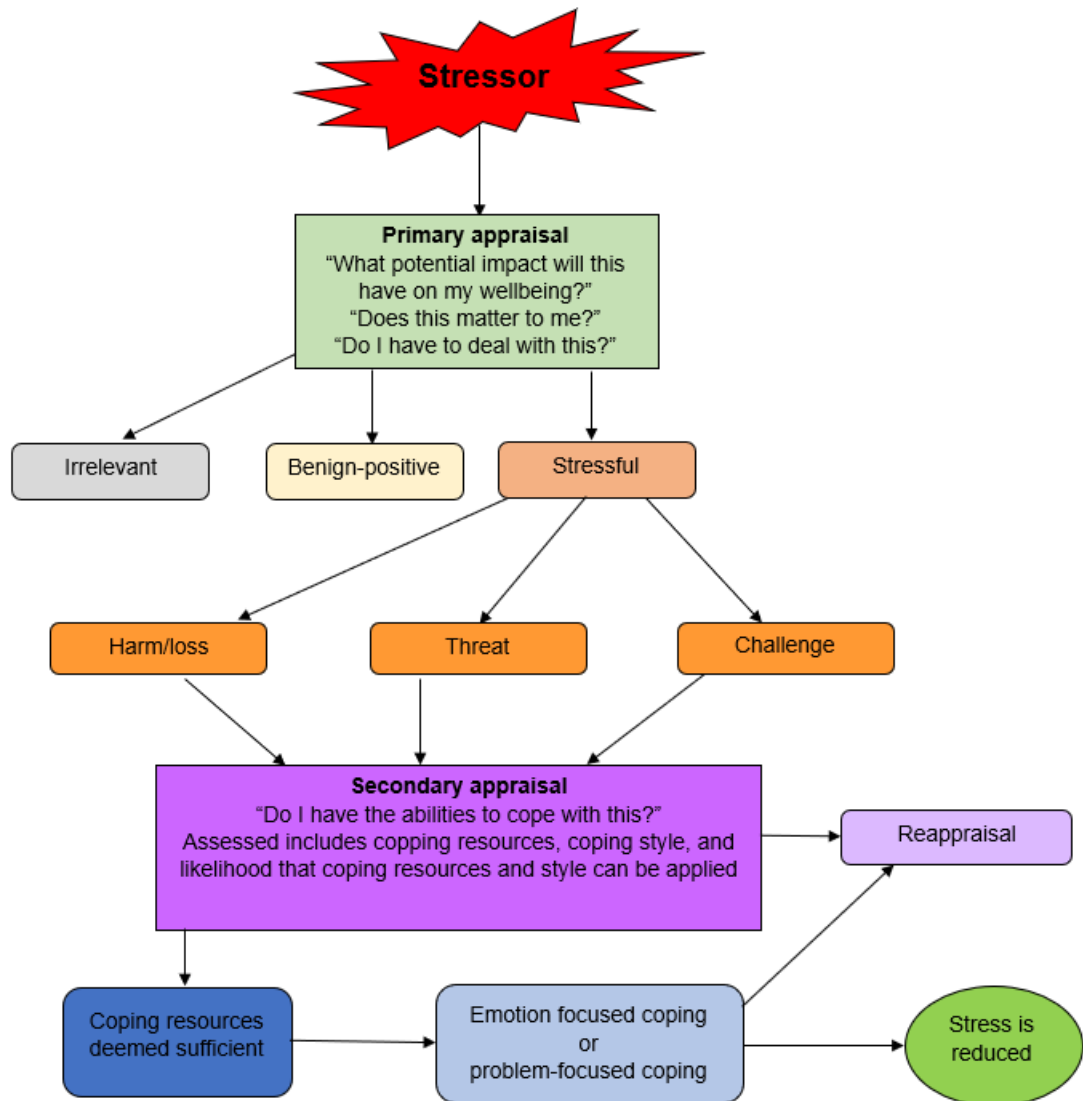 Stressor
Primary appraisal
“What potential impact will this
have on my wellbeing?”
“Does this matter to me?”
“Do I have to deal with this?”
Irrelevant
Benign-positive
Stressful
Harm/loss
Threat
Challenge
Secondary appraisal
“Do I have the abilities to cope with this?”
Assessed includes copping resources, coping style, and
likelihood that coping resources and style can be applied
Reappraisal
Coping resources
deemed sufficient
Emotion focused coping
or
problem-focused coping
Stress is
reduced